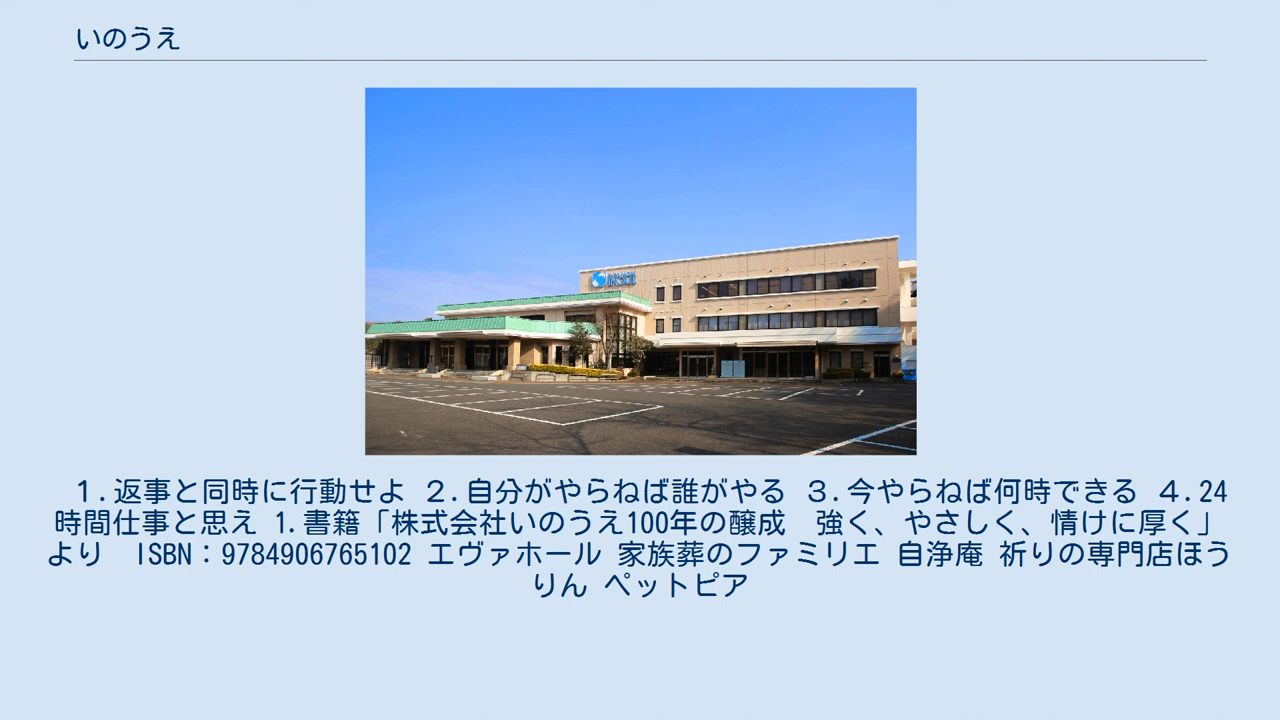 いのうえ
１.返事と同時に行動せよ ２.自分がやらねば誰がやる ３.今やらねば何時できる ４.24
時間仕事と思え 1.書籍「株式会社いのうえ100年の醸成　強く、やさしく、情けに厚く」
より　ISBN：9784906765102 エヴァホール 家族葬のファミリエ 自浄庵 祈りの専門店ほう
りん ペットピア